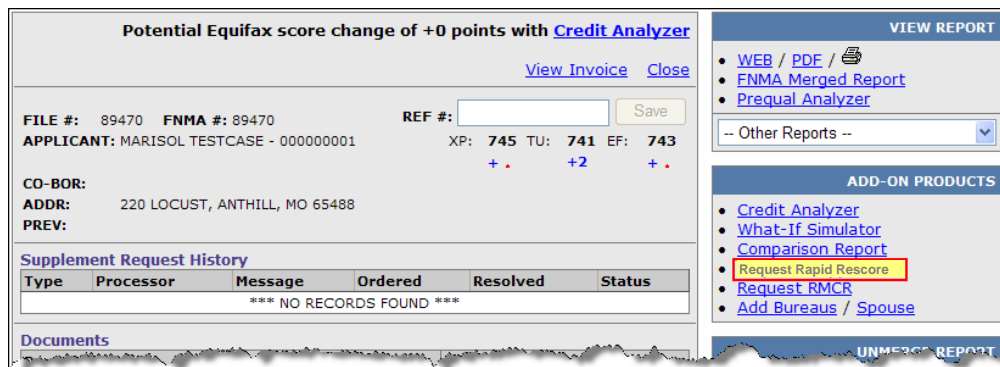 Potential Equifax score change of +0 points with Credit Analyzer
View Invoice Close
FILE #: 89470 FNMA #: 89470 REF #: Save
APPLICANT: MARISOL TESTCASE - 000000001 XP: 745 TU: 741 EF: 743
+ . +2 + .
CO-BOR:
ADDR: 220 LOCUST, ANTHILL, MO 65488
PREV:
Supplement Request History
Type Processor Message Ordered Resolved Status
*** NO RECORDS FOUND ***
Documents
VIEW REPORT
• WEB / PDF /
• FNMA Merged Report
• Prequal Analyzer
-- Other Reports --
ADD-ON PRODUCTS
• Credit Analyzer
• What-If Simulator
• Comparison Report
• Request Rapid Rescore
• Request RMCR
• Add Bureaus / Spouse
UNMERGE REPORT